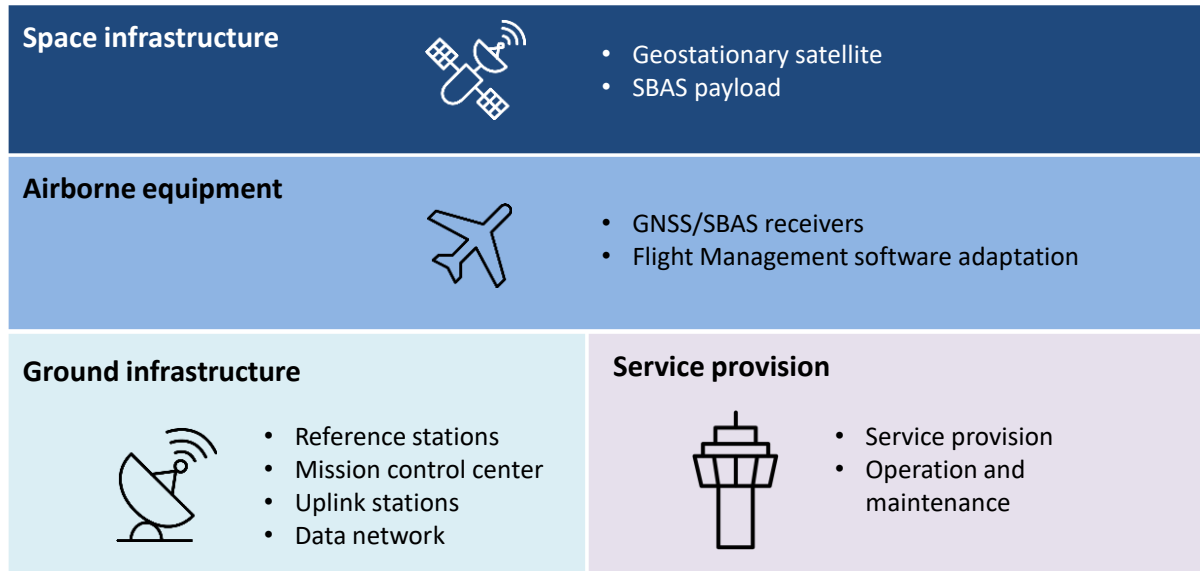 Space infrastructure
• Geostationary satellite
• SBAS payload
Airborne equipment
• GNSS/SBAS receivers
• Flight Management software adaptation
Ground infrastructure
• Reference stations
• Mission control center
• Uplink stations
• Data network
Service provision
• Service provision
• Operation and
maintenance